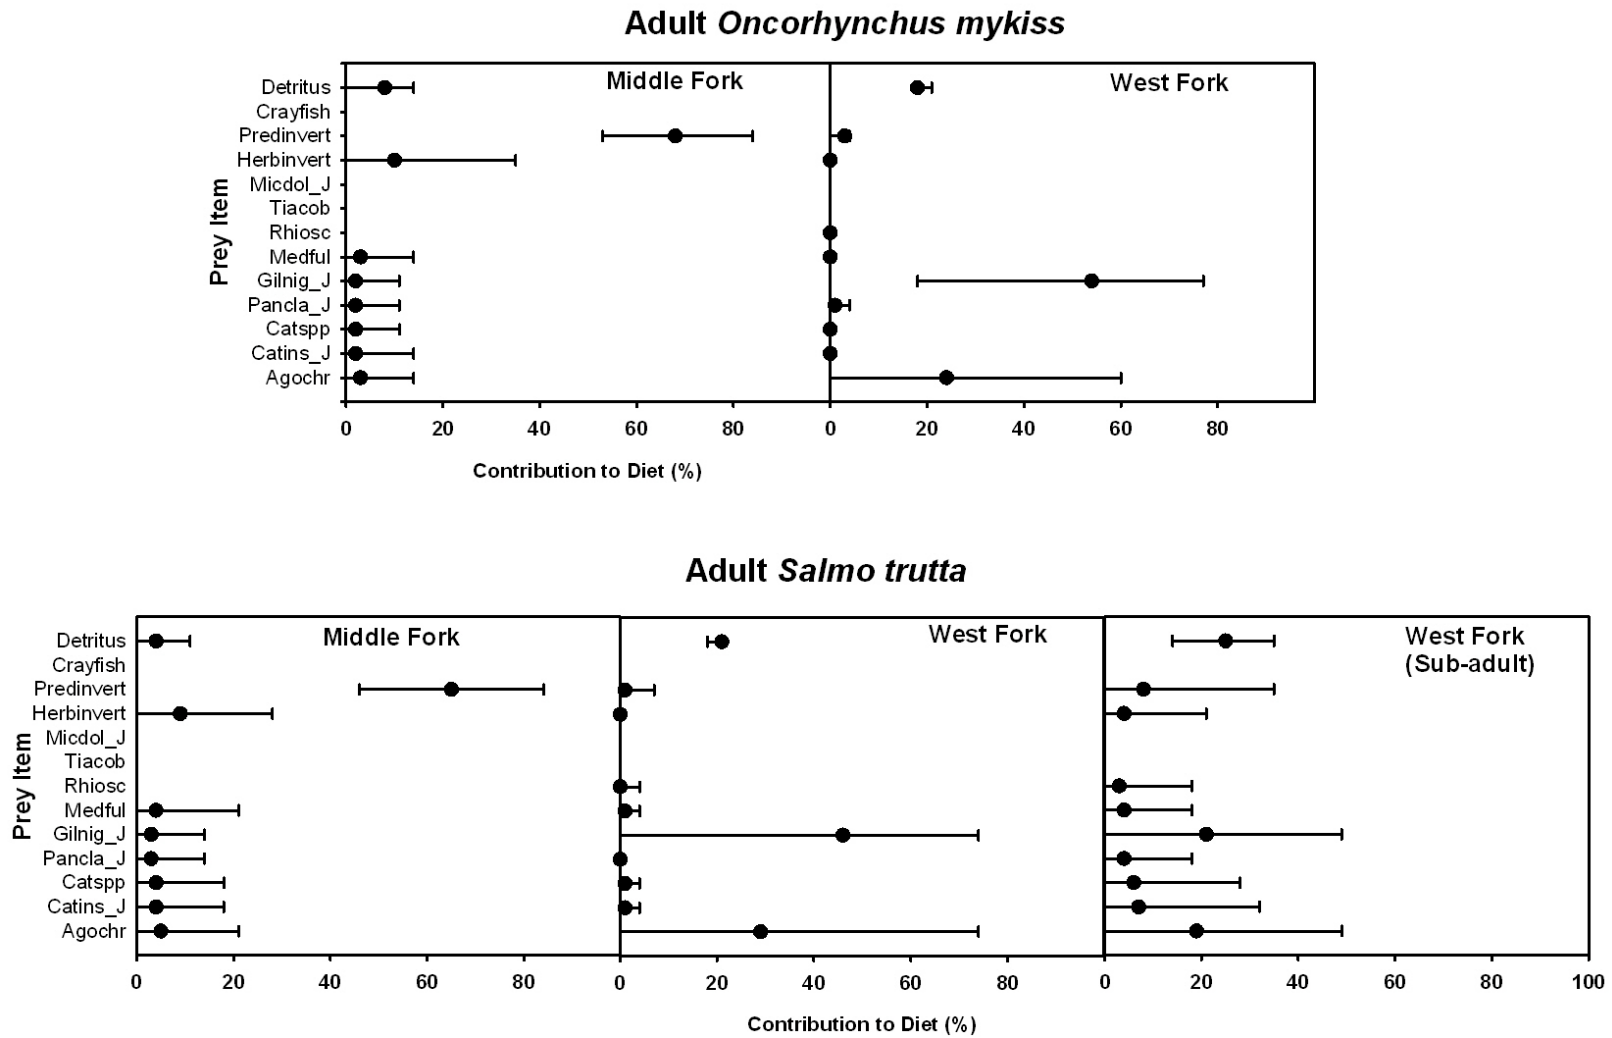 Adult Oncorhynchus mykiss
Middle Fork
West Fork
Prey Item
Detritus
Crayfish
Predinvert
Herbinvert
Micdol_J
Tiacob
Rhiosc
Medful
Gilnig_J
Pancla_J
Catspp
Catins_J
Agochr
0 20 40 60 80 0 20 40 60 80
Contribution to Diet (%)
Adult Salmo trutta
Middle Fork
West Fork
West Fork
(Sub-adult)
Prey Item
Detritus
Crayfish
Predinvert
Herbinvert
Micdol_J
Tiacob
Rhiosc
Medful
Gilnig_J
Pancla_J
Catspp
Catins_J
Agochr
0 20 40 60 80 0 20 40 60 80 0 20 40 60 80 100
Contribution to Diet (%)